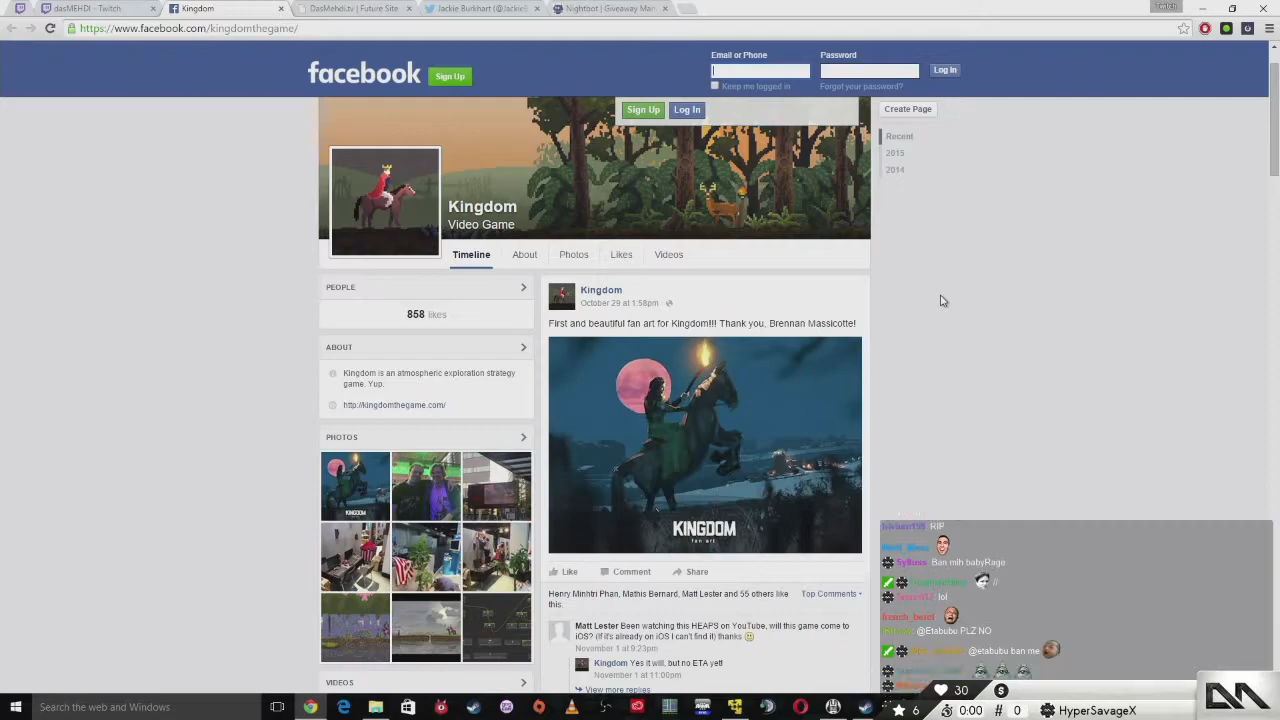 Twitch
dasMEHDI - Twitch
Kingdom
DasMehdi.tv | Future Site
Jackie Burkhart (@Jackie
Nightbot | Giveaway Man
https://www.facebook.com/kingdomthegame/
facebook
Sign Up
Email or Phone
Password
Log In
Keep me logged in
Forgot your password?
Sign Up
Log In
Create Page
Recent
2015
2014
Kingdom
Video Game
Timeline
About
Photos
Likes
Videos
PEOPLE
858 likes
ABOUT
Kingdom is an atmospheric exploration strategy
game. Yup.
http://kingdomthegame.com/
PHOTOS
VIDEOS
Kingdom
October 29 at 1:58pm
First and beautiful fan art for Kingdom!!! Thank you, Brennan Massicotte!
KINGDOM
fan art
Like
Comment
Share
Henry Minhtri Phan, Mathis Bernard, Matt Lester and 55 others like
this.
Top Comments
Matt Lester Been watching this HEAPS on YouTube, will this game come to
iOS? (If it's already on iOS I can't find it) thanks
November 1 at 9:23pm
Kingdom Yes it will, but no ETA yet!
November 1 at 11:00pm
View more replies
RIP
Sylluss Ban mih babyRage
//
lol
@Etabubu PLZ NO
@etabubu ban me
30
6
0:00
# 0
HyperSavageX
Search the web and Windows